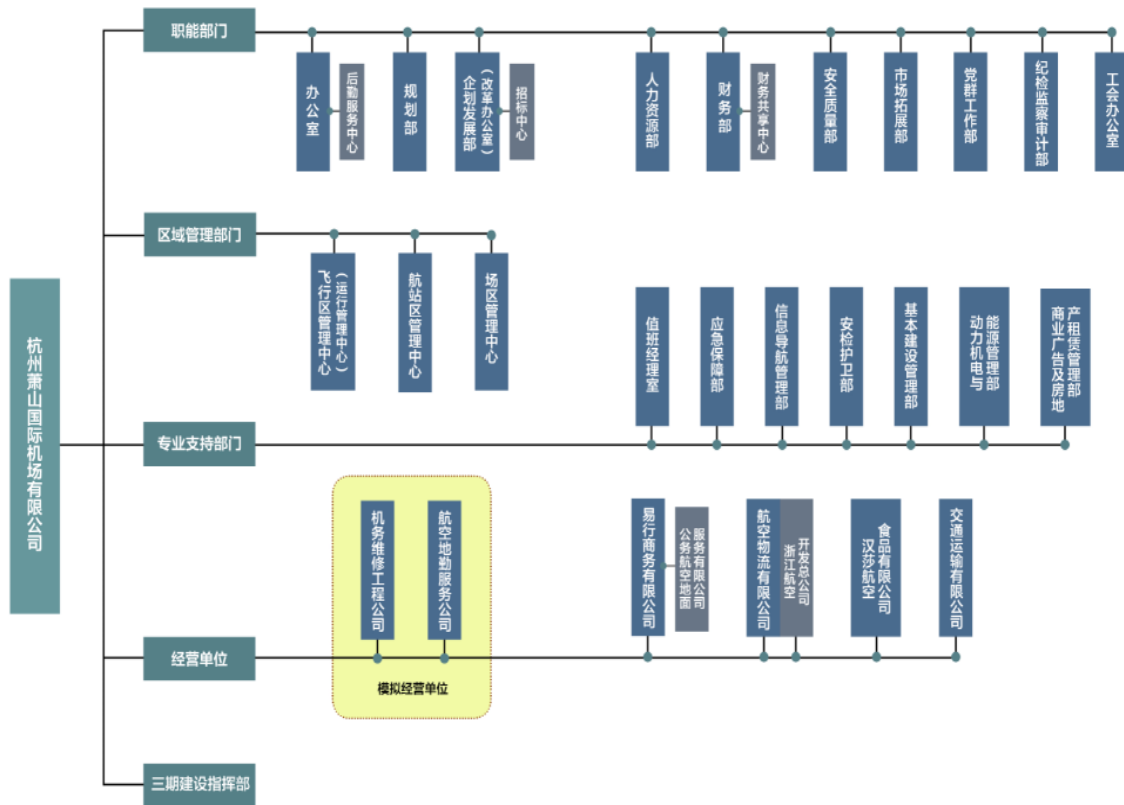 杭州萧山国际机场有限公司
职能部门
办公室
后勤服务中心
规划部
企划发展部
（改革办公室）
招标中心
人力资源部
财务部
财务共享中心
安全质量部
市场拓展部
党群工作部
纪检监察审计部
工会办公室
区域管理部门
飞行区管理中心
（运行管理中心）
航站区管理中心
场区管理中心
专业支持部门
值班经理室
应急保障部
信息导航管理部
安检护卫部
基本建设管理部
动力机电与
能源管理部
商业广告及房地
产租赁管理部
经营单位
机务维修工程公司
航空地勤服务公司
模拟经营单位
易行商务有限公司
公务航空地面
服务有限公司
航空物流有限公司
浙江航空
开发总公司
汉莎航空
食品有限公司
交通运输有限公司
三期建设指挥部